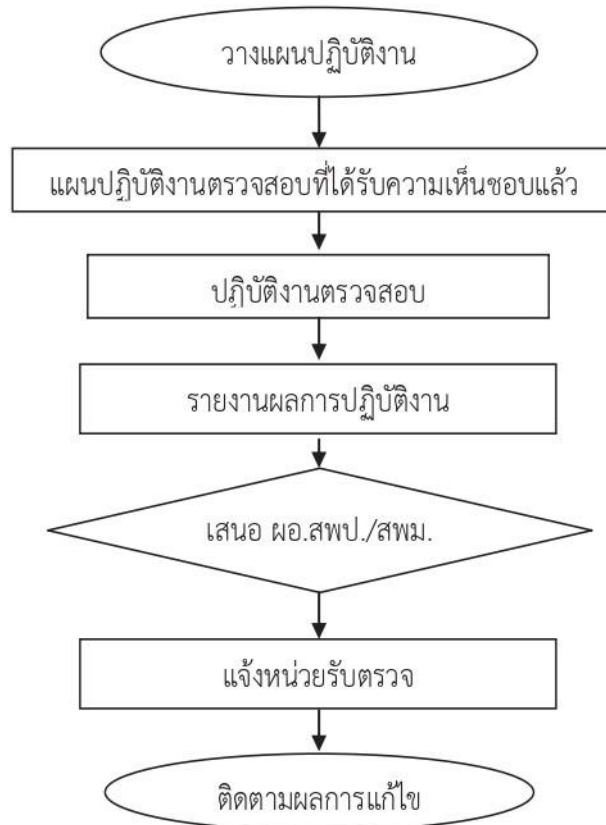 วางแผนปฏิบัติงาน
แผนปฏิบัติงานตรวจสอบที่ได้รับความเห็นชอบแล้ว
ปฏิบัติงานตรวจสอบ
รายงานผลการปฏิบัติงาน
เสนอ ผอ.สพป./สพม.
แจ้งหน่วยรับตรวจ
ติดตามผลการแก้ไข